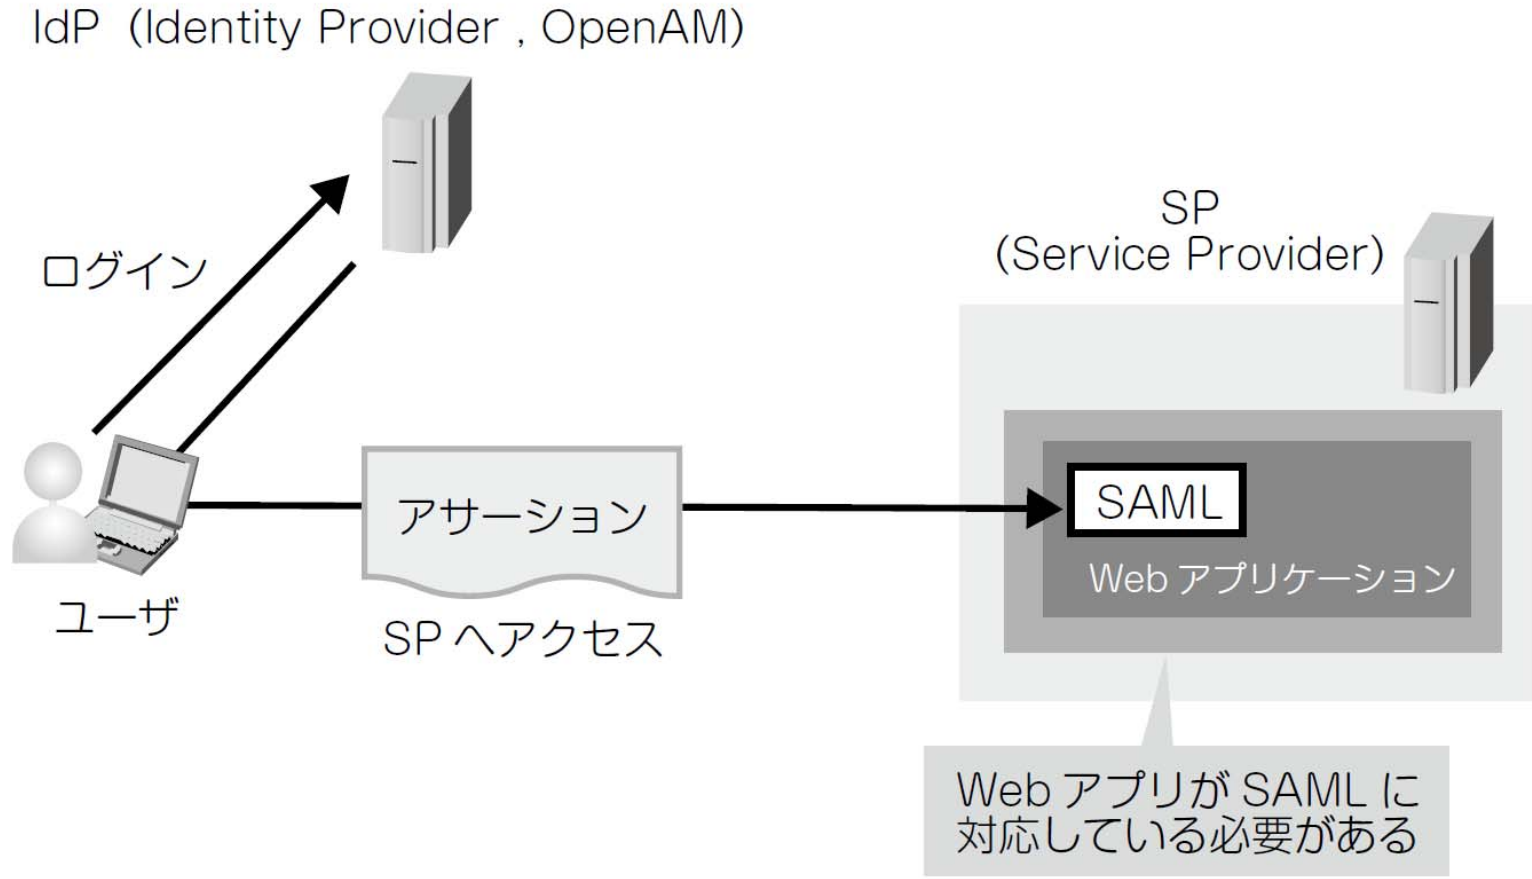 IdP（Identity Provider , OpenAM）
SP
（Service Provider）
ログイン
アサーション
SAML
Web アプリケーション
ユーザ
SP へアクセス
Web アプリが SAML に
対応している必要がある